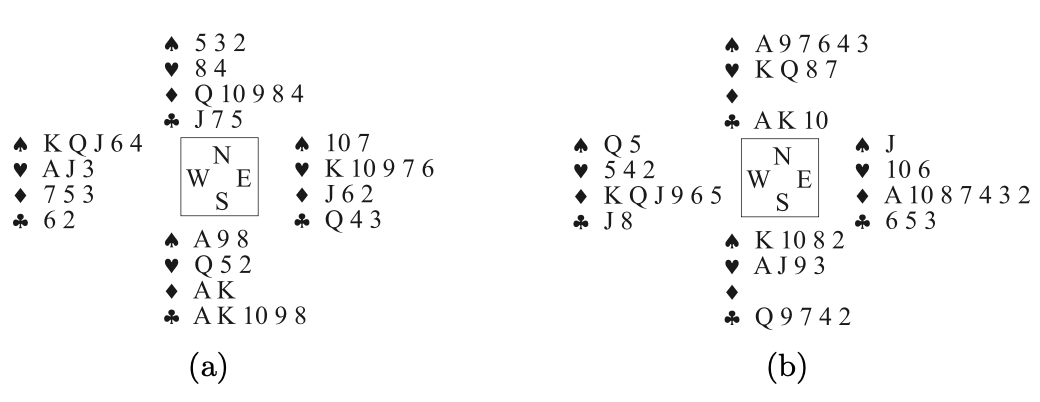 ♠ 5 3 2
♥ 8 4
♦ Q 10 9 8 4
♣ J 7 5
♠ K Q J 6 4
♥ A J 3
♦ 7 5 3
♣ 6 2
N
W E
S
♠ 10 7
♥ K 10 9 7 6
♦ J 6 2
♣ Q 4 3
♠ A 9 8
♥ Q 5 2
♦ A K
♣ A K 10 9 8
(a)
♠ A 9 7 6 4 3
♥ K Q 8 7
♦
♣ A K 10
♠ Q 5
♥ 5 4 2
♦ K Q J 9 6 5
♣ J 8
N
W E
S
♠ J
♥ 10 6
♦ A 10 8 7 4 3 2
♣ 6 5 3
♠ K 10 8 2
♥ A J 9 3
♦
♣ Q 9 7 4 2
(b)